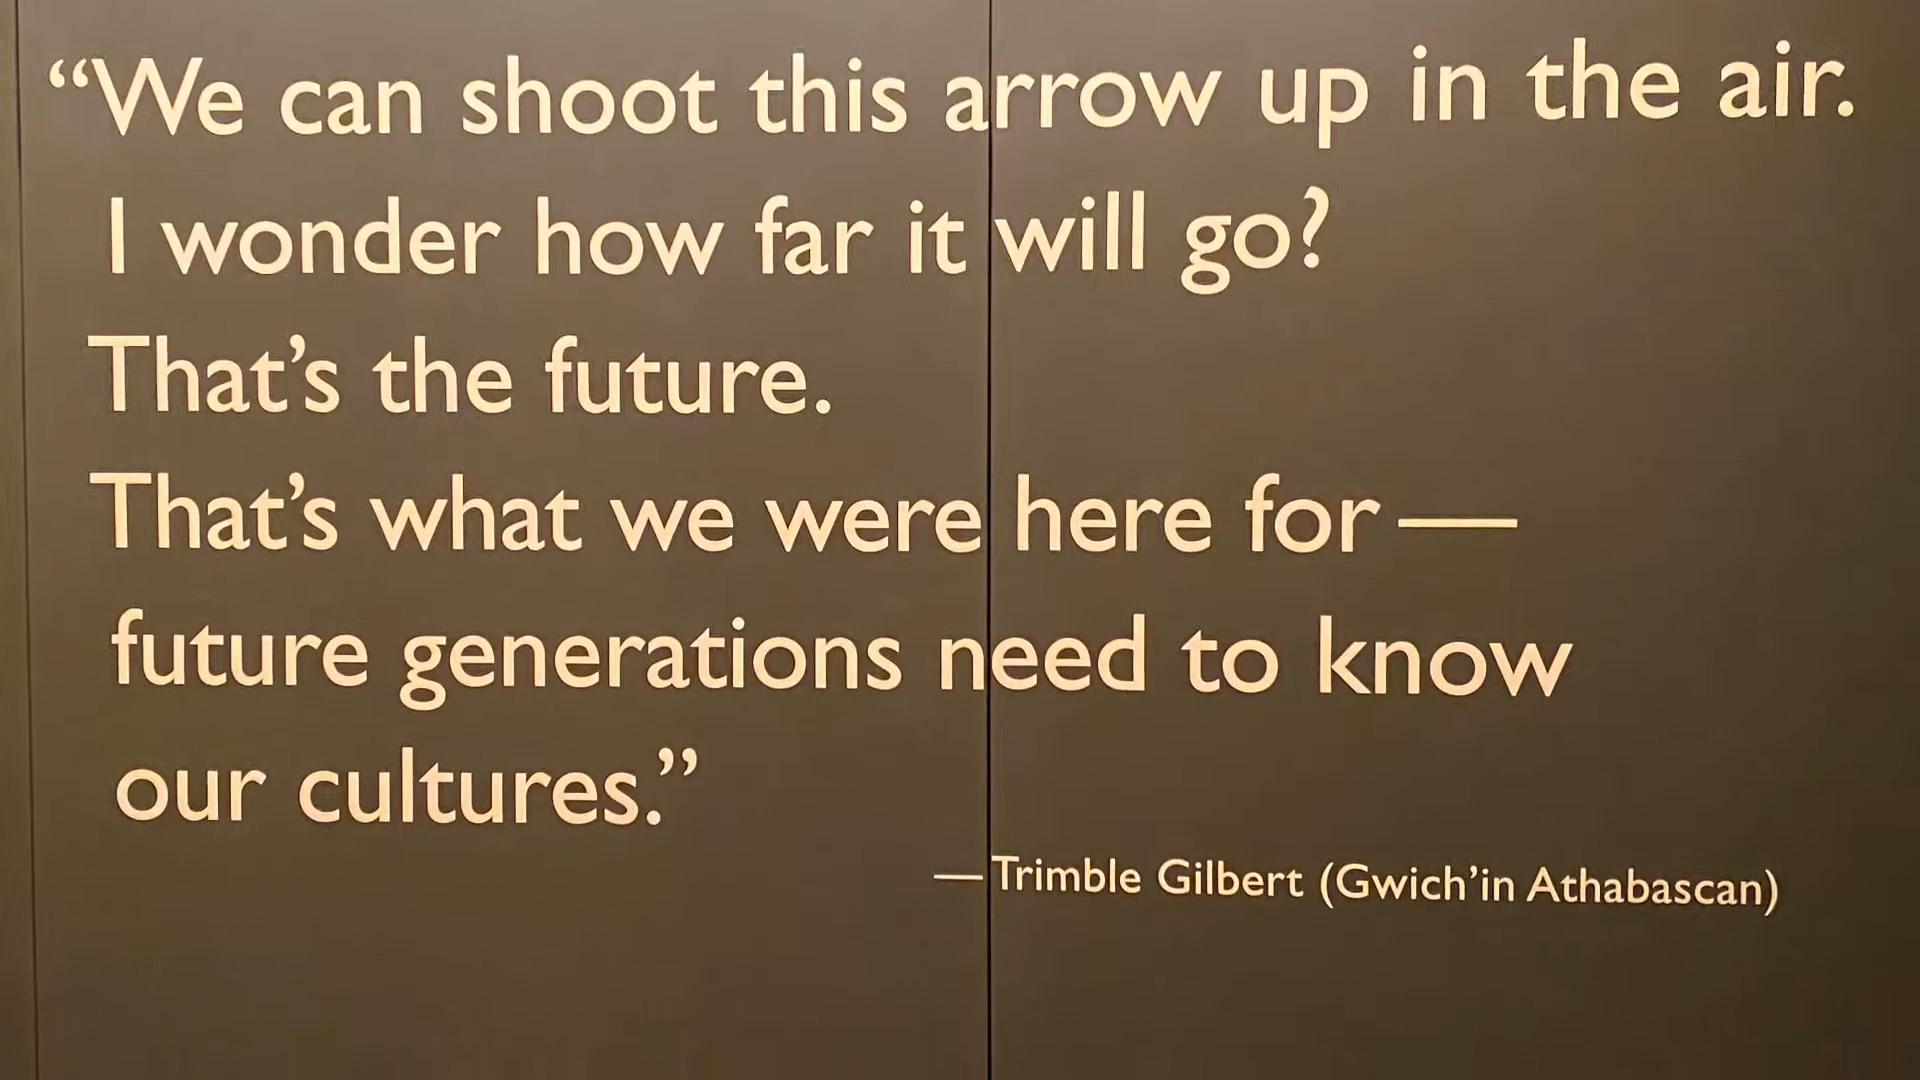 “We can shoot this arrow up in the air.
I wonder how far it will go?
That’s the future.
That’s what we were here for —
future generations need to know
our cultures.”
— Trimble Gilbert (Gwich’in Athabascan)